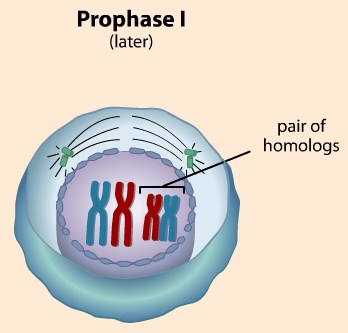 Prophase I
(later)
pair of
homologs